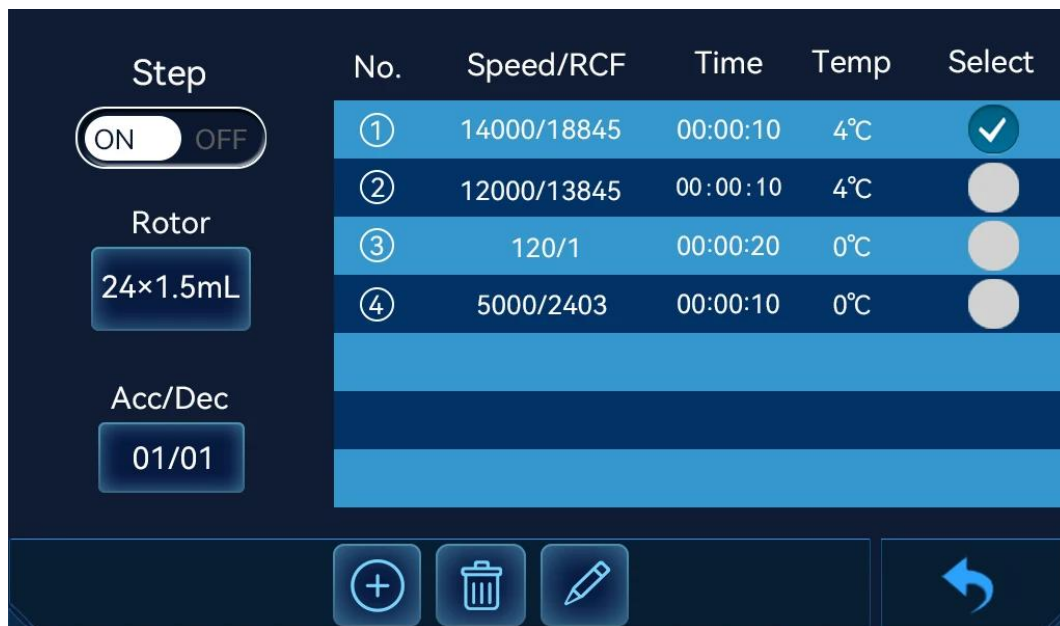 Step
ON OFF
Rotor
24×1.5mL
Acc/Dec
01/01
No. Speed/RCF Time Temp Select
① 14000/18845 00:00:10 4℃
② 12000/13845 00:00:10 4℃
③ 120/1 00:00:20 0℃
④ 5000/2403 00:00:10 0℃